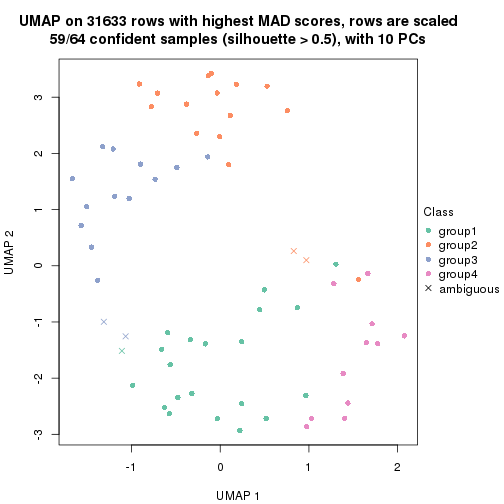 UMAP on 31633 rows with highest MAD scores, rows are scaled
59/64 confident samples (silhouette > 0.5), with 10 PCs
3
2
1
0
-1
-2
-3
UMAP 2
-1
0
1
2
UMAP 1
Class
group1
group2
group3
group4
ambiguous